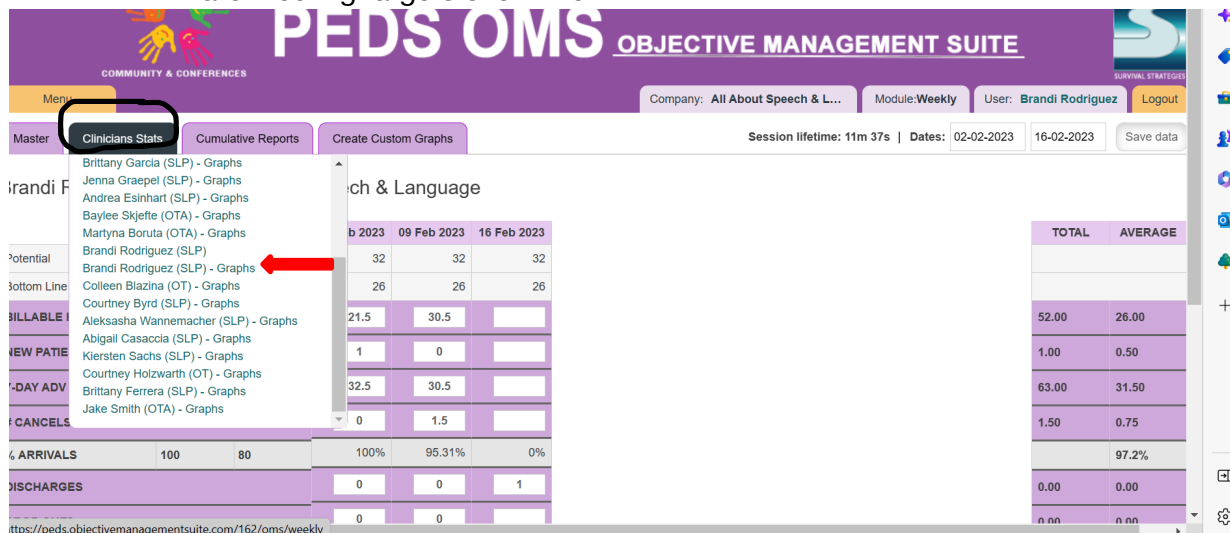 PEDS OMS OBJECTIVE MANAGEMENT SUITE
COMMUNITY & CONFERENCES
SURVIVAL STRATEGIES
Menu
Company: All About Speech & L... Module:Weekly User: Brandi Rodriguez Logout
Master Clinicians Stats Cumulative Reports Create Custom Graphs Session lifetime: 11m 37s | Dates: 02-02-2023 16-02-2023 Save data
Brittany Garcia (SLP) - Graphs
Jenna Graepel (SLP) - Graphs
Andrea Esinhart (SLP) - Graphs
Baylee Skjefte (OTA) - Graphs
Martyna Boruta (OTA) - Graphs
Brandi Rodriguez (SLP)
Brandi Rodriguez (SLP) - Graphs
Colleen Blazina (OT) - Graphs
Courtney Byrd (SLP) - Graphs
Aleksasha Wannemacher (SLP) - Graphs
Abigail Casaccia (SLP) - Graphs
Kiersten Sachs (SLP) - Graphs
Courtney Holzwarth (OT) - Graphs
Brittany Ferrera (SLP) - Graphs
Jake Smith (OTA) - Graphs
Brandi R ech & Language
b 2023 09 Feb 2023 16 Feb 2023 TOTAL AVERAGE
Potential 32 32 32
Bottom Line 26 26 26
BILLABLE 21.5 30.5 52.00 26.00
NEW PATIE 1 0 1.00 0.50
-DAY ADV 32.5 30.5 63.00 31.50
# CANCELS 0 1.5 1.50 0.75
% ARRIVALS 100 80 100% 95.31% 0% 97.2%
DISCHARGES 0 0 1 0.00 0.00
0 0 0.00 0.00
https://peds.objectivemanagementsuite.com/162/oms/weekly